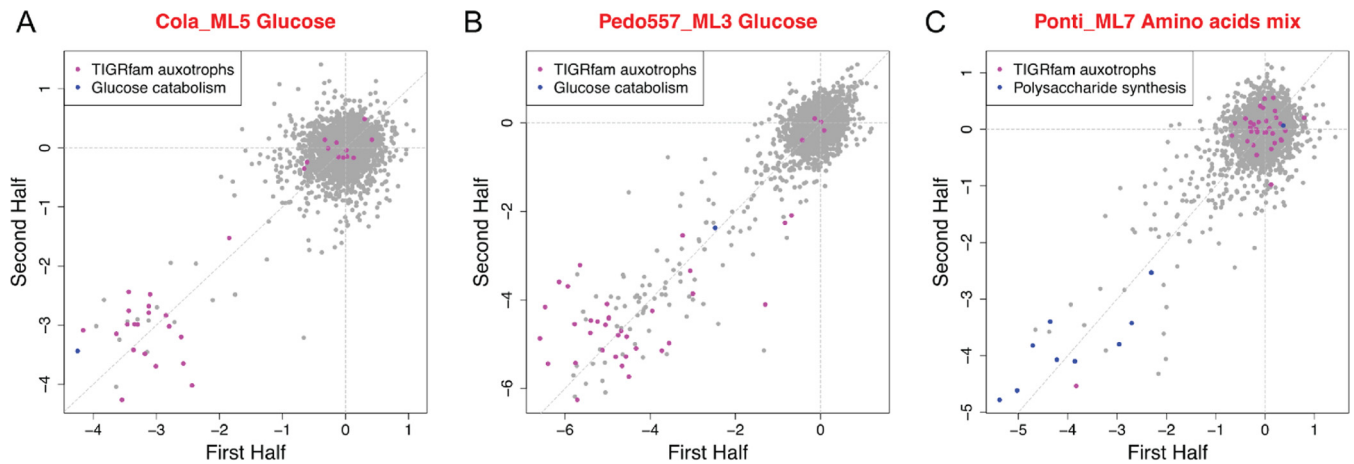 A
Cola_ML5 Glucose
TIGRfam auxotrophs
Glucose catabolism
Second Half
1
0
−1
−2
−3
−4
−4
−3
−2
−1
0
1
First Half
B
Pedo557_ML3 Glucose
TIGRfam auxotrophs
Glucose catabolism
Second Half
0
−2
−4
−6
−6
−4
−2
0
First Half
C
Ponti_ML7 Amino acids mix
TIGRfam auxotrophs
Polysaccharide synthesis
Second Half
1
0
−1
−2
−3
−4
−5
−5
−4
−3
−2
−1
0
1
First Half